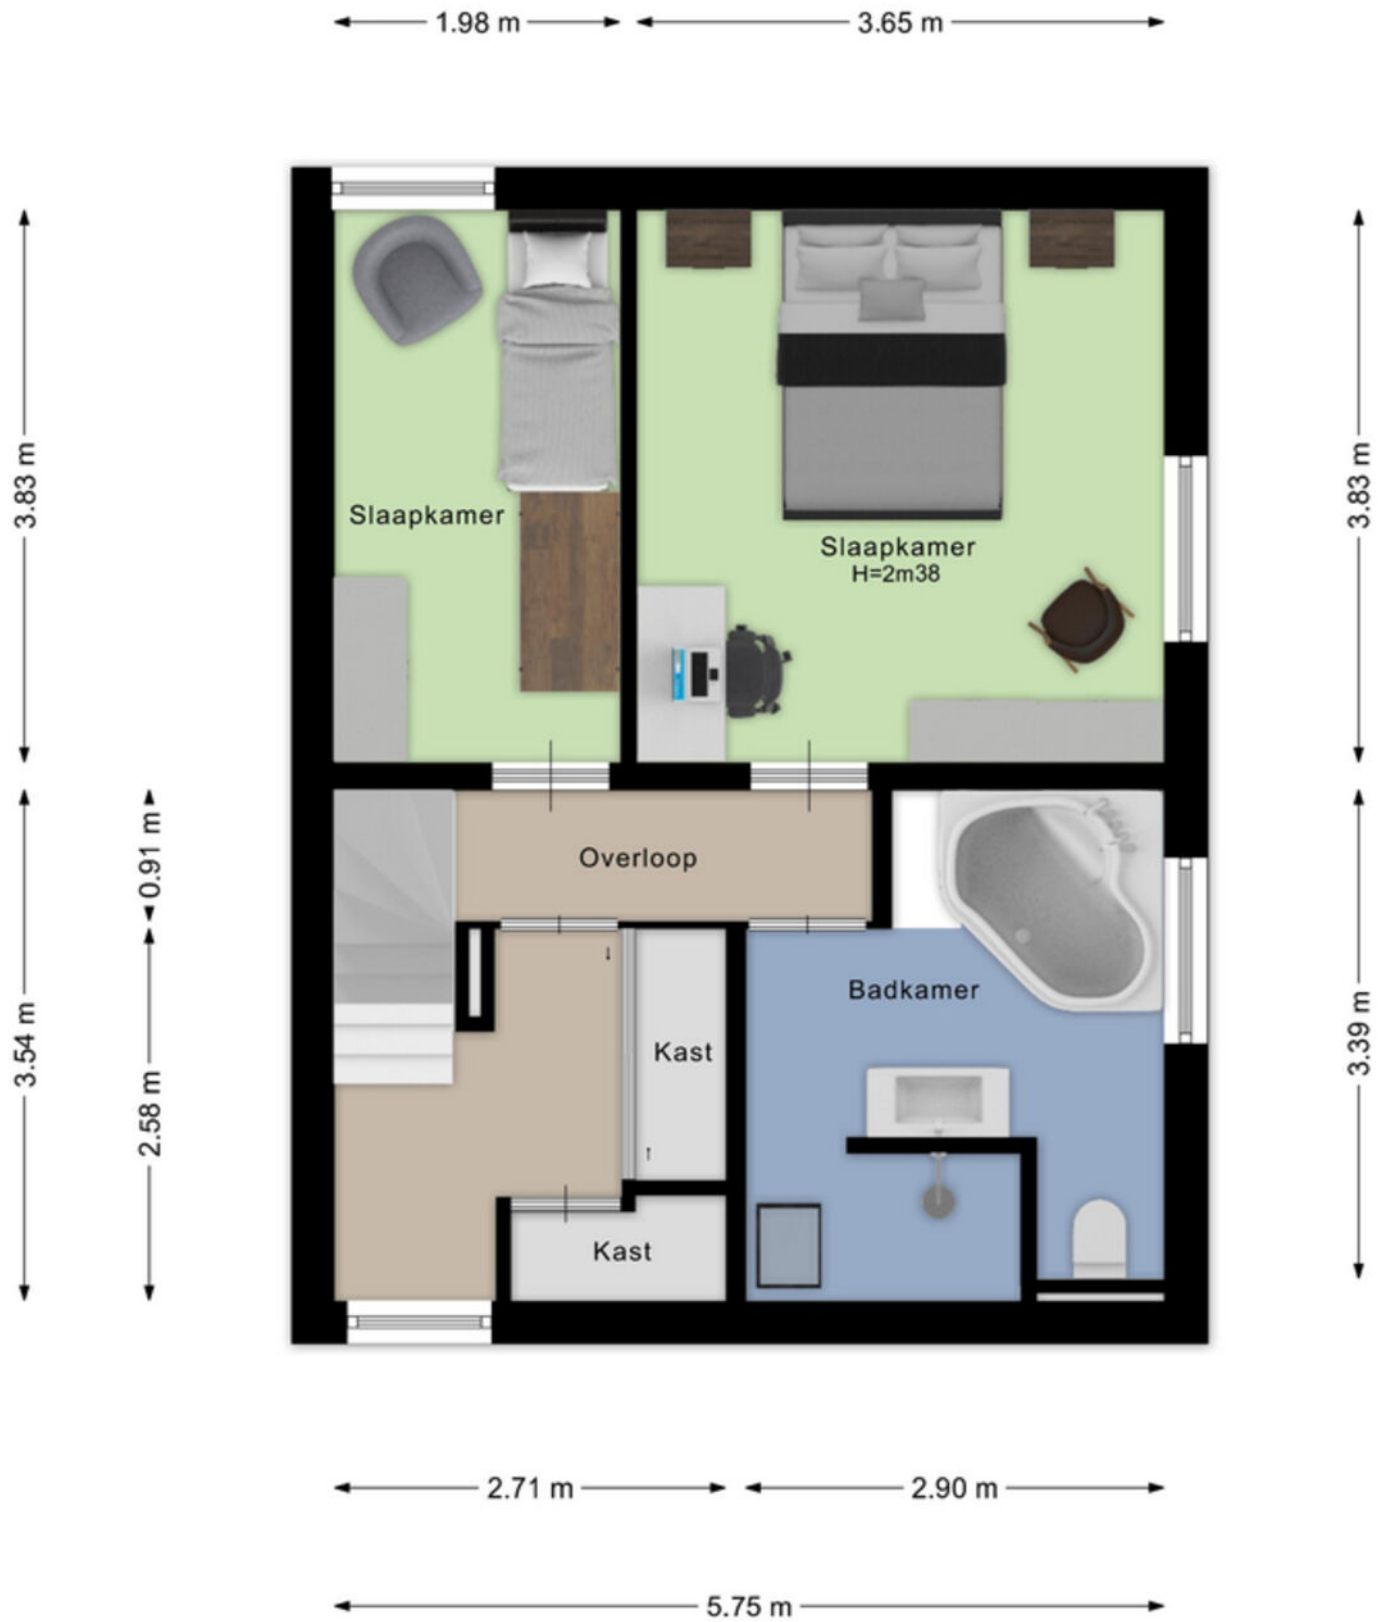 1.98 m
3.65 m
3.83 m
3.83 m
Slaapkamer
Slaapkamer
H=2m38
0.91 m
Overloop
3.54 m
2.58 m
Badkamer
3.39 m
Kast
Kast
2.71 m
2.90 m
5.75 m